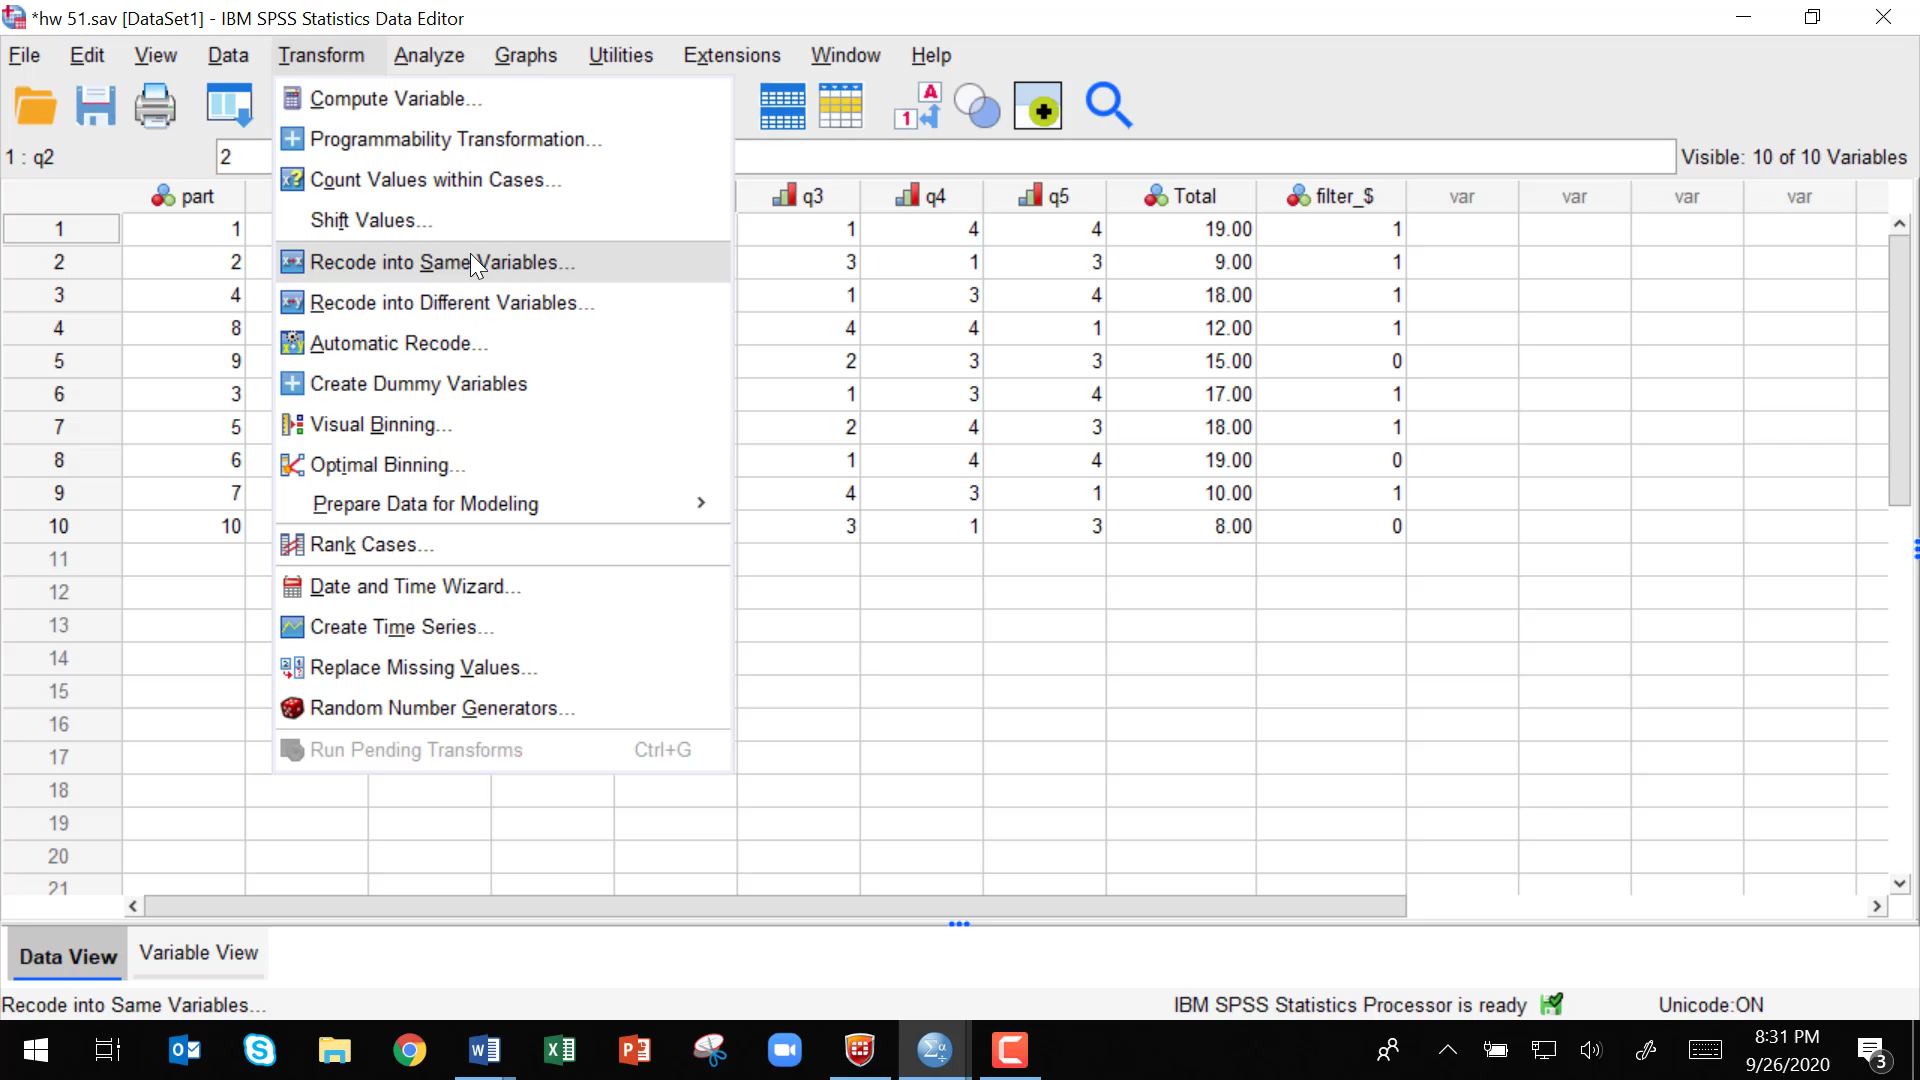 *hw 51.sav [DataSet1] - IBM SPSS Statistics Data Editor
File Edit View Data Transform Analyze Graphs Utilities Extensions Window Help
1 : q2 2 Visible: 10 of 10 Variables
Compute Variable...
Programmability Transformation...
Count Values within Cases...
Shift Values...
Recode into Same Variables...
Recode into Different Variables...
Automatic Recode...
Create Dummy Variables
Visual Binning...
Optimal Binning...
Prepare Data for Modeling
Rank Cases...
Date and Time Wizard...
Create Time Series...
Replace Missing Values...
Random Number Generators...
Run Pending Transforms Ctrl+G
part q3 q4 q5 Total filter_$ var var var var
1 1 1 4 4 19.00 1
2 2 3 1 3 9.00 1
3 4 1 3 4 18.00 1
4 8 4 4 1 12.00 1
5 9 2 3 3 15.00 0
6 3 1 3 4 17.00 1
7 5 2 4 3 18.00 1
8 6 1 4 4 19.00 0
9 7 4 3 1 10.00 1
10 10 3 1 3 8.00 0
11
12
13
14
15
16
17
18
19
20
21
Data View Variable View
Recode into Same Variables... IBM SPSS Statistics Processor is ready Unicode:ON
8:31 PM
9/26/2020
3